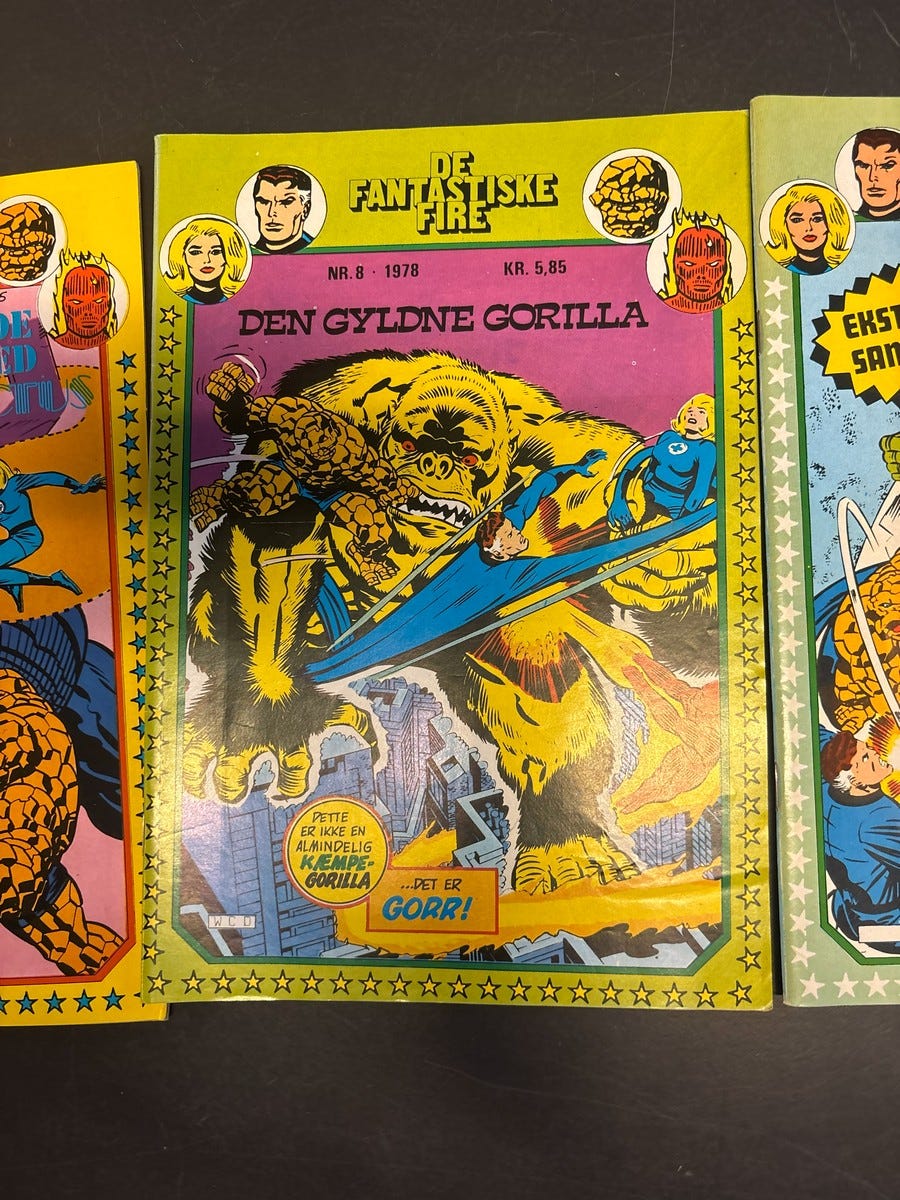 DE
FANTASTISKE
FIRE
NR. 8 · 1978
KR. 5,85
DEN GYLDNE GORILLA
DETTE
ER IKKE EN
ALMINDELIG
KÆMPE-
GORILLA
...DET ER
GORR!
W C D